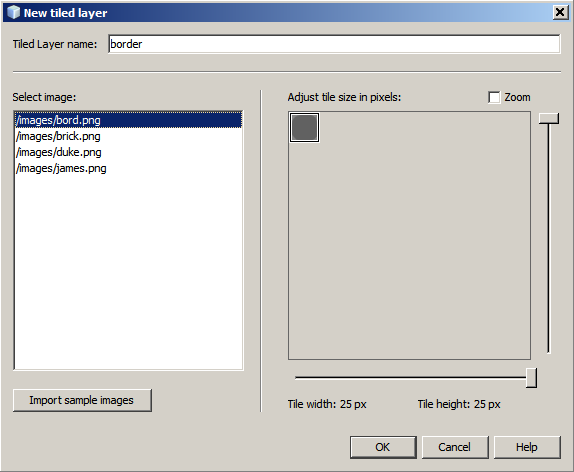 New tiled layer
Tiled Layer name: border
Select image:
/images/bord.png
/images/brick.png
/images/duke.png
/images/james.png
Import sample images
Adjust tile size in pixels:
Zoom
Tile width: 25 px
Tile height: 25 px
OK
Cancel
Help